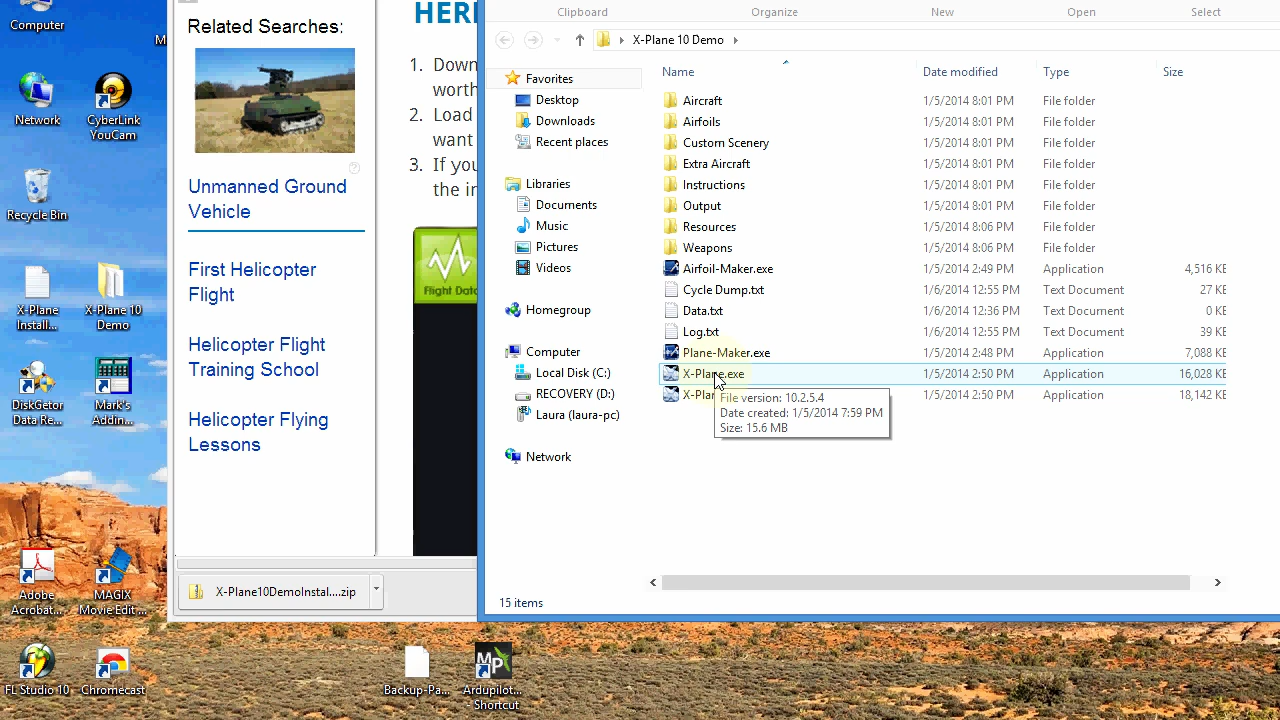 Computer
M
Network
CyberLink
YouCam
Recycle Bin
X-Plane
Install...
X-Plane 10
Demo
DiskGetor
Data Re...
Mark's
Addin...
Adobe
Acrobat...
MAGIX
Movie Edit ...
FL Studio 10
Chromecast
Backup-Pa...
MP
Ardupilot...
- Shortcut
Related Searches:
Unmanned Ground
Vehicle
First Helicopter
Flight
Helicopter Flight
Training School
Helicopter Flying
Lessons
X-Plane10DemoInstal....zip
HERE
1. Down
worth
2. Load
want
3. If you
the in
Flight Data
Clipboard
Organize
New
Open
Select
X-Plane 10 Demo
Favorites
Desktop
Downloads
Recent places
Libraries
Documents
Music
Pictures
Videos
Homegroup
Computer
Local Disk (C:)
RECOVERY (D:)
Laura (laura-pc)
Network
Name Date modified Type Size
Aircraft 1/5/2014 8:01 PM File folder
Airfoils 1/5/2014 8:01 PM File folder
Custom Scenery 1/5/2014 8:01 PM File folder
Extra Aircraft 1/5/2014 8:01 PM File folder
Instructions 1/5/2014 8:01 PM File folder
Output 1/5/2014 8:01 PM File folder
Resources 1/5/2014 8:06 PM File folder
Weapons 1/5/2014 8:06 PM File folder
Airfoil-Maker.exe 1/5/2014 2:49 PM Application 4,516 KB
Cycle Dump.txt 1/6/2014 12:55 PM Text Document 27 KB
Data.txt 1/6/2014 12:36 PM Text Document 0 KB
Log.txt 1/6/2014 12:55 PM Text Document 39 KB
Plane-Maker.exe 1/5/2014 2:48 PM Application 7,088 KB
X-Plane.exe 1/5/2014 2:50 PM Application 16,028 KB
X-Plan 1/5/2014 2:50 PM Application 18,142 KB
File version: 10.2.5.4
Date created: 1/5/2014 7:59 PM
Size: 15.6 MB
15 items